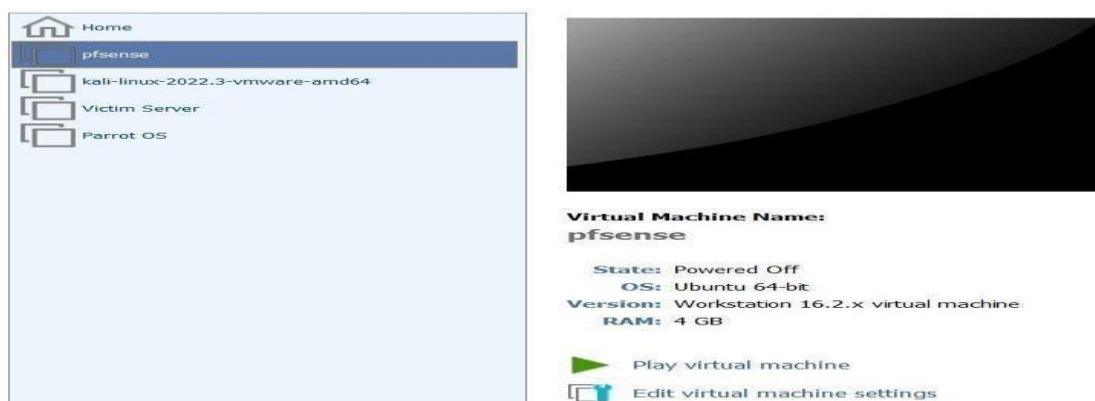 Home
pfsense
kali-linux-2022.3-vmware-amd64
Victim Server
Parrot OS
Virtual Machine Name:
pfsense
State: Powered Off
OS: Ubuntu 64-bit
Version: Workstation 16.2.x virtual machine
RAM: 4 GB
Play virtual machine
Edit virtual machine settings